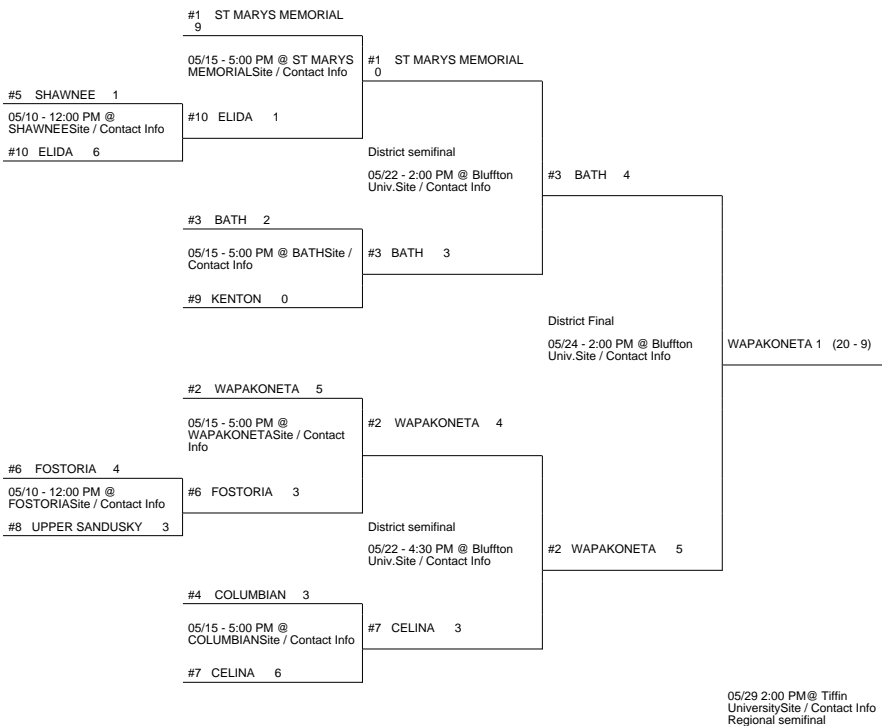 #1 ST MARYS MEMORIAL
9
05/15 - 5:00 PM @ ST MARYS
MEMORIALSite / Contact Info
#1 ST MARYS MEMORIAL
0
#5 SHAWNEE 1
05/10 - 12:00 PM @
SHAWNEESite / Contact Info
#10 ELIDA 1
#10 ELIDA 6
District semifinal
05/22 - 2:00 PM @ Bluffton
Univ.Site / Contact Info
#3 BATH 4
#3 BATH 2
05/15 - 5:00 PM @ BATHSite /
Contact Info
#3 BATH 3
#9 KENTON 0
District Final
05/24 - 2:00 PM @ Bluffton
Univ.Site / Contact Info
WAPAKONETA 1 (20 - 9)
#2 WAPAKONETA 5
05/15 - 5:00 PM @
WAPAKONETASite / Contact
Info
#2 WAPAKONETA 4
#6 FOSTORIA 4
05/10 - 12:00 PM @
FOSTORIASite / Contact Info
#6 FOSTORIA 3
#8 UPPER SANDUSKY 3
District semifinal
05/22 - 4:30 PM @ Bluffton
Univ.Site / Contact Info
#2 WAPAKONETA 5
#4 COLUMBIAN 3
05/15 - 5:00 PM @
COLUMBIANSite / Contact Info
#7 CELINA 3
#7 CELINA 6
05/29 2:00 PM@ Tiffin
UniversitySite / Contact Info
Regional semifinal